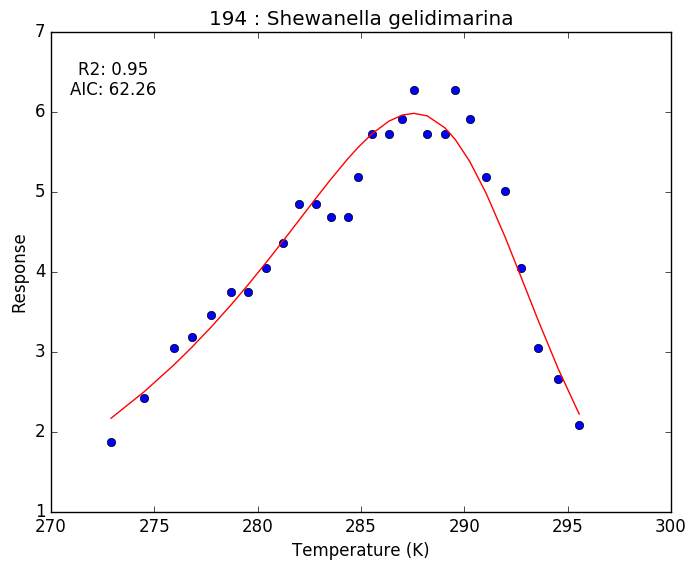 194 : Shewanella gelidimarina
R2: 0.95
AIC: 62.26
7
6
5
4
3
2
1
Response
270
275
280
285
290
295
300
Temperature (K)